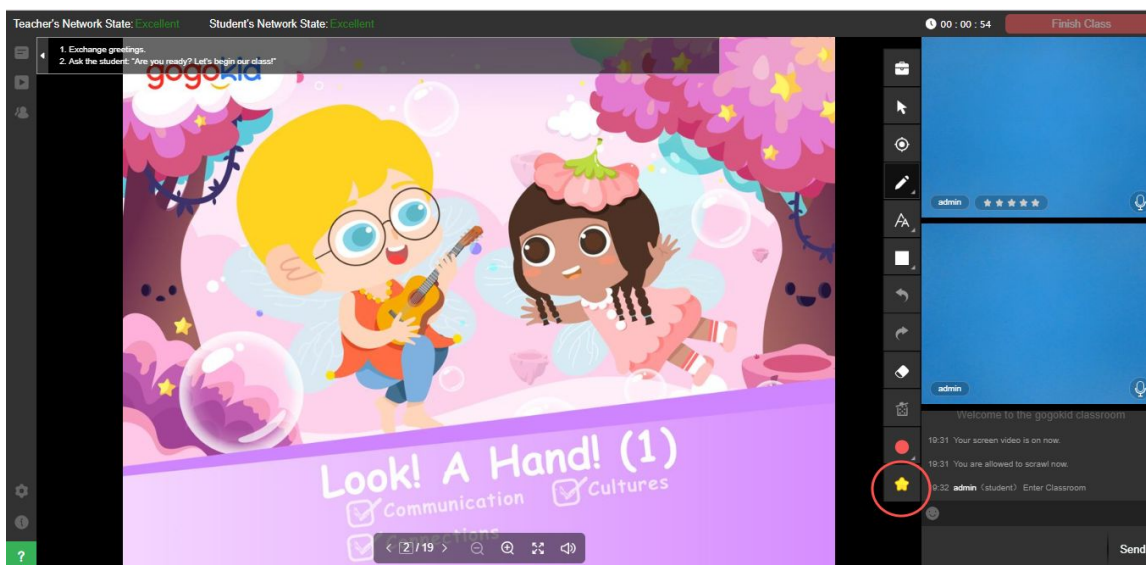 Teacher's Network State: Excellent
Student's Network State: Excellent
00 : 00 : 54
Finish Class
1. Exchange greetings.
2. Ask the student: "Are you ready? Let's begin our class!"
gogokid
admin
admin
Look! A Hand! (1)
Communication
Cultures
Connections
2 / 19
Welcome to the gogokid classroom
19:31 Your screen video is on now.
19:31 You are allowed to scrawl now.
19:32 admin (student) Enter Classroom
Send
?